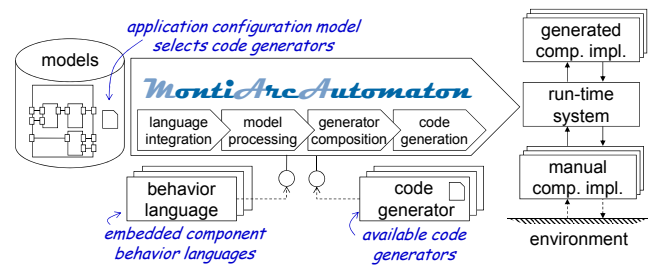 application configuration model
selects code generators
models
MontiArcAutomaton
language
integration
model
processing
generator
composition
code
generation
behavior
language
code
generator
embedded component
behavior languages
available code
generators
generated
comp. impl.
run-time
system
manual
comp. impl.
environment